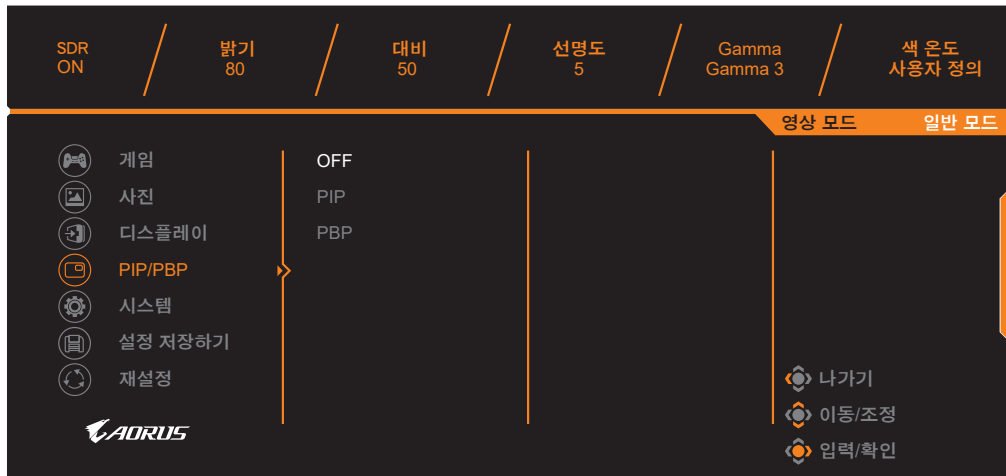 SDR
ON
밝기
80
대비
50
선명도
5
Gamma
Gamma 3
색 온도
사용자 정의
영상 모드 일반 모드
게임
사진
디스플레이
PIP/PBP
시스템
설정 저장하기
재설정
OFF
PIP
PBP
나가기
이동/조정
입력/확인
AORUS